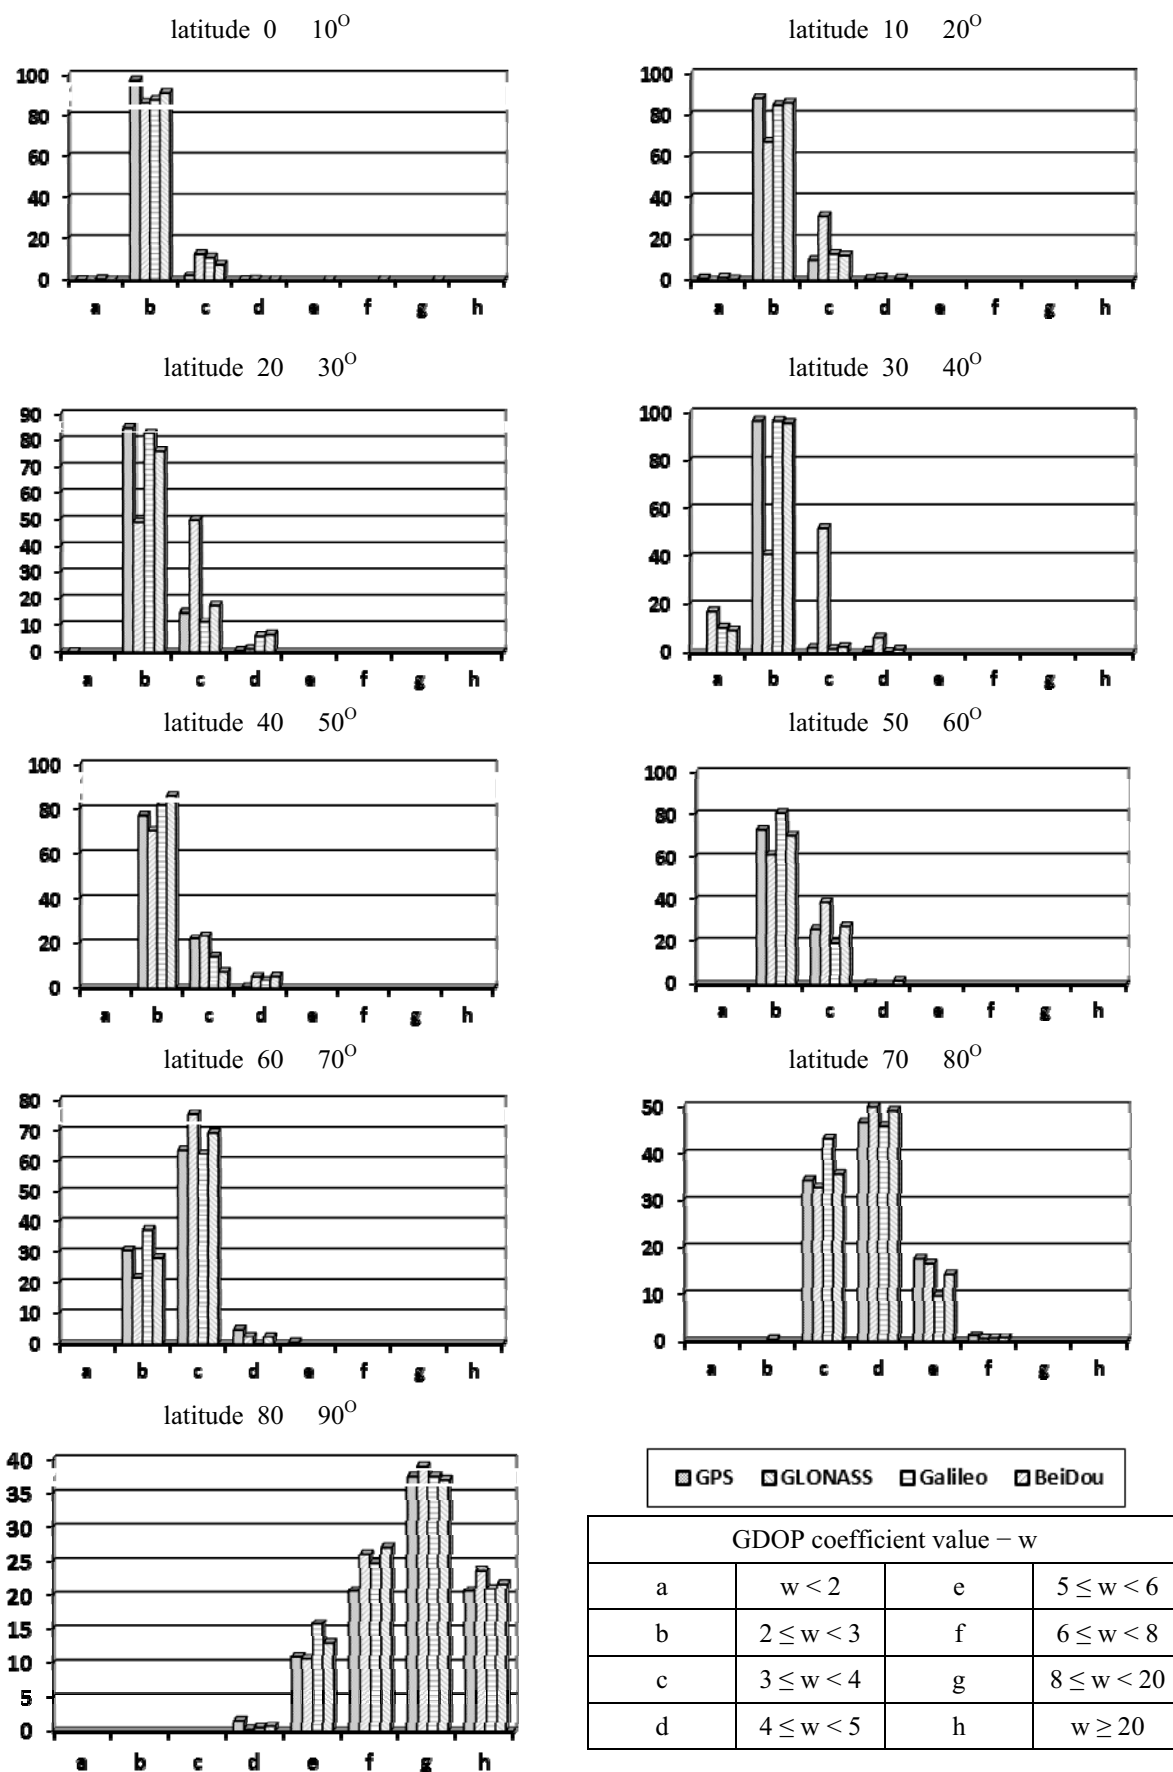 latitude 0 10O
latitude 10 20O
100
80
60
40
20
0
a b c d e f g h
100
80
60
40
20
0
a b c d e f g h
latitude 20 30O
latitude 30 40O
90
80
70
60
50
40
30
20
10
0
a b c d e f g h
100
80
60
40
20
0
a b c d e f g h
latitude 40 50O
latitude 50 60O
100
80
60
40
20
0
a b c d e f g h
100
80
60
40
20
0
a b c d e f g h
latitude 60 70O
latitude 70 80O
80
70
60
50
40
30
20
10
0
a b c d e f g h
50
40
30
20
10
0
a b c d e f g h
latitude 80 90O
40
35
30
25
20
15
10
5
0
a b c d e f g h
GPS GLONASS Galileo BeiDou
GDOP coefficient value − w
a w < 2 e 5 ≤ w < 6
b 2 ≤ w < 3 f 6 ≤ w < 8
c 3 ≤ w < 4 g 8 ≤ w < 20
d 4 ≤ w < 5 h w ≥ 20